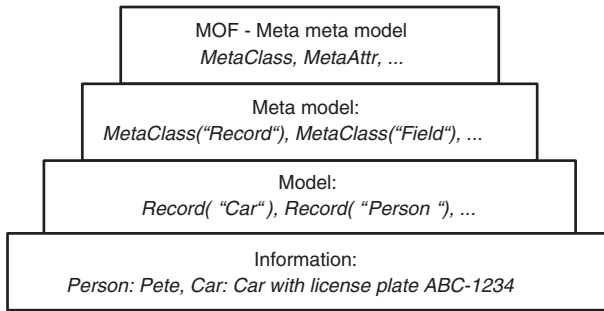 MOF - Meta meta model
MetaClass, MetaAttr, ...
Meta model:
MetaClass(“Record“), MetaClass(“Field“), ...
Model:
Record( “Car“ ), Record( “Person “), ...
Information:
Person: Pete, Car: Car with license plate ABC-1234